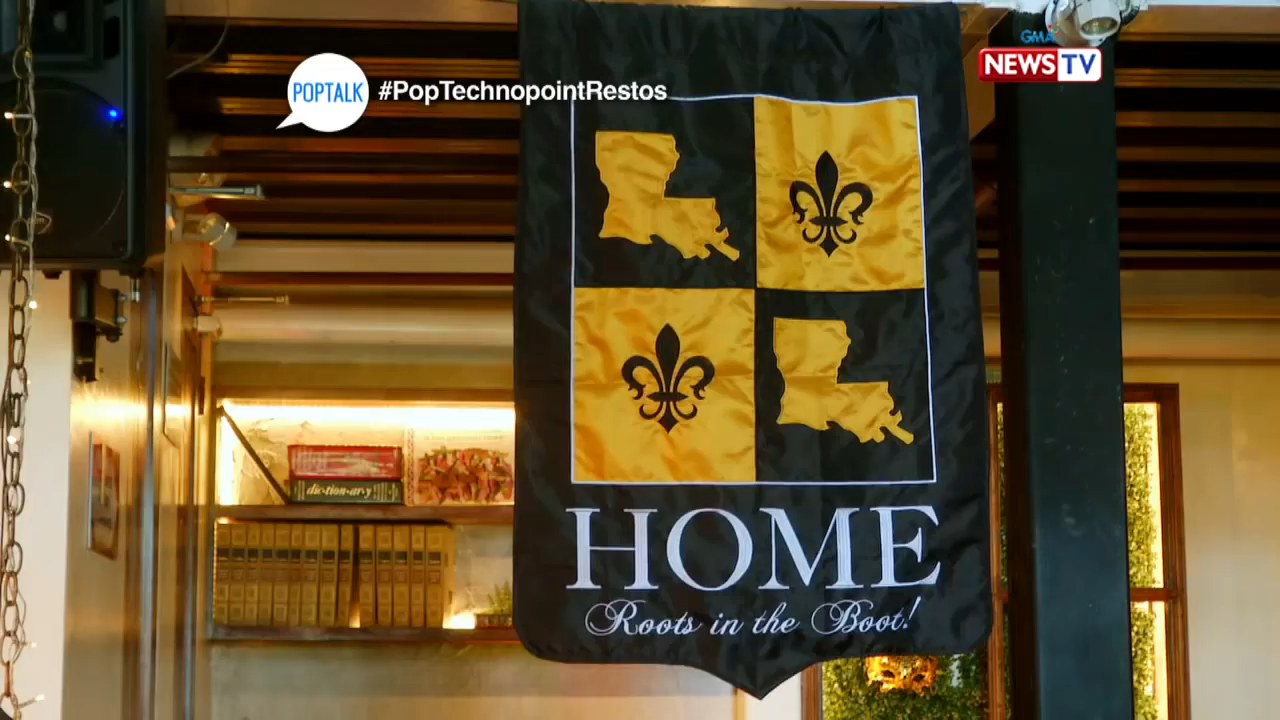 GMA
NEWS TV
POPTALK
#PopTechnopointRestos
dic·tion·ar·y
HOME
Roots in the Boot!